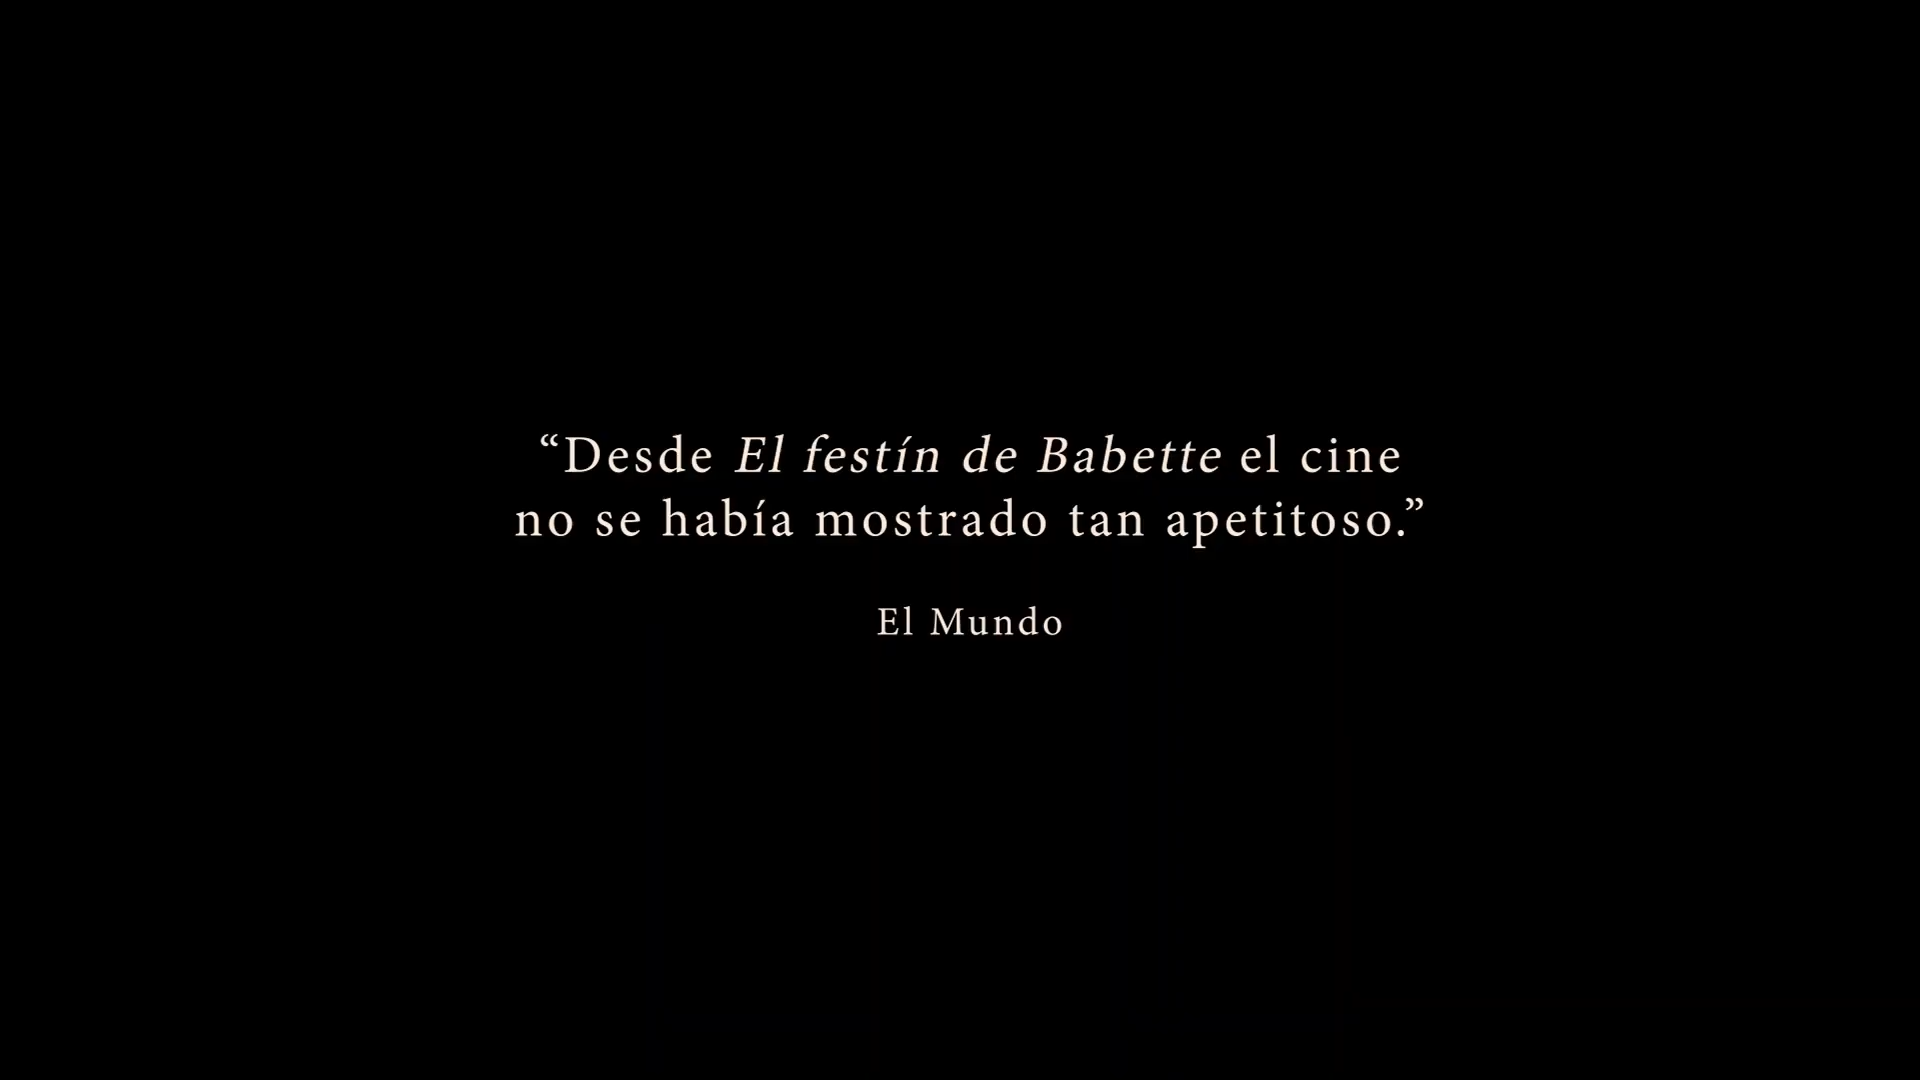 “Desde El festín de Babette el cine
no se había mostrado tan apetitoso.”
El Mundo